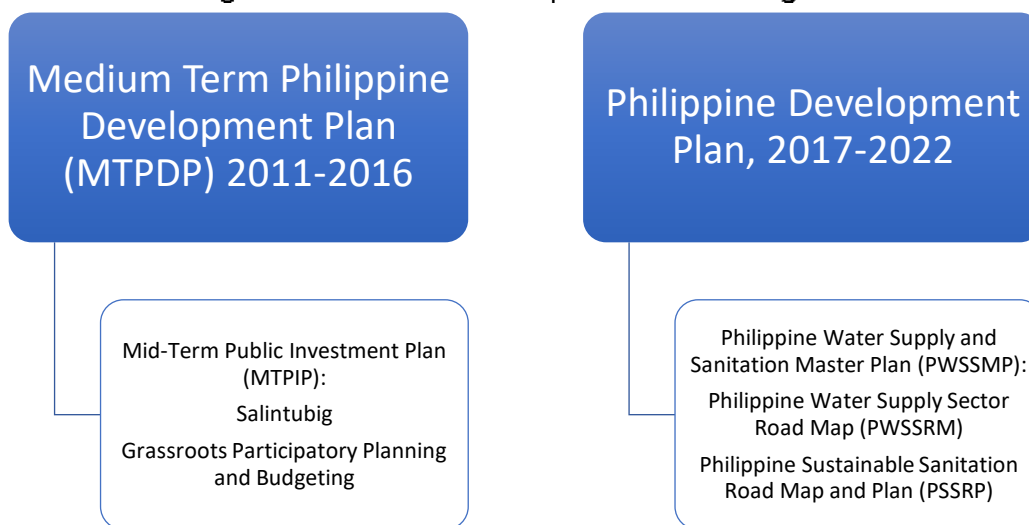 Medium Term Philippine
Development Plan
(MTPDP) 2011-2016
Mid-Term Public Investment Plan
(MTPIP):
Salintubig
Grassroots Participatory Planning
and Budgeting
Philippine Development
Plan, 2017-2022
Philippine Water Supply and
Sanitation Master Plan (PWSSMP):
Philippine Water Supply Sector
Road Map (PWSSRM)
Philippine Sustainable Sanitation
Road Map and Plan (PSSRP)